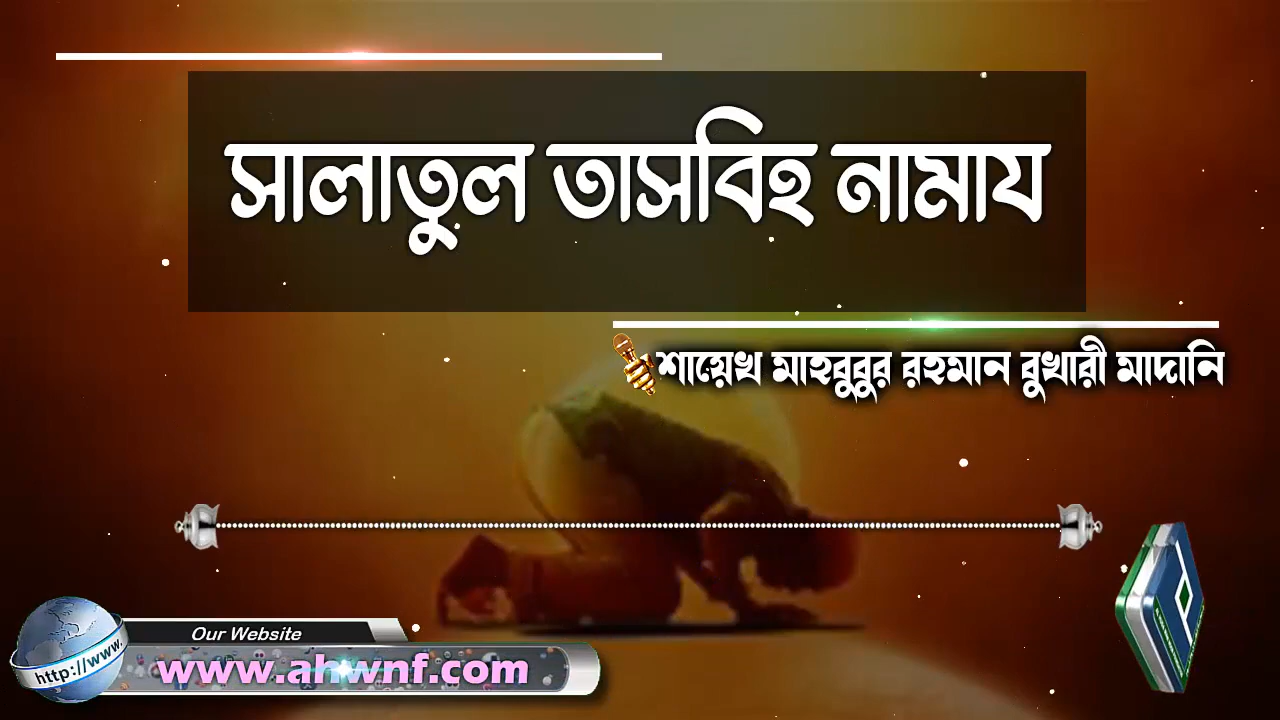 সালাতুল তাসবিহ নামায
শায়েখ মাহবুবুর রহমান বুখারী মাদানি
Our Website
http://www.
www.ahwnf.com